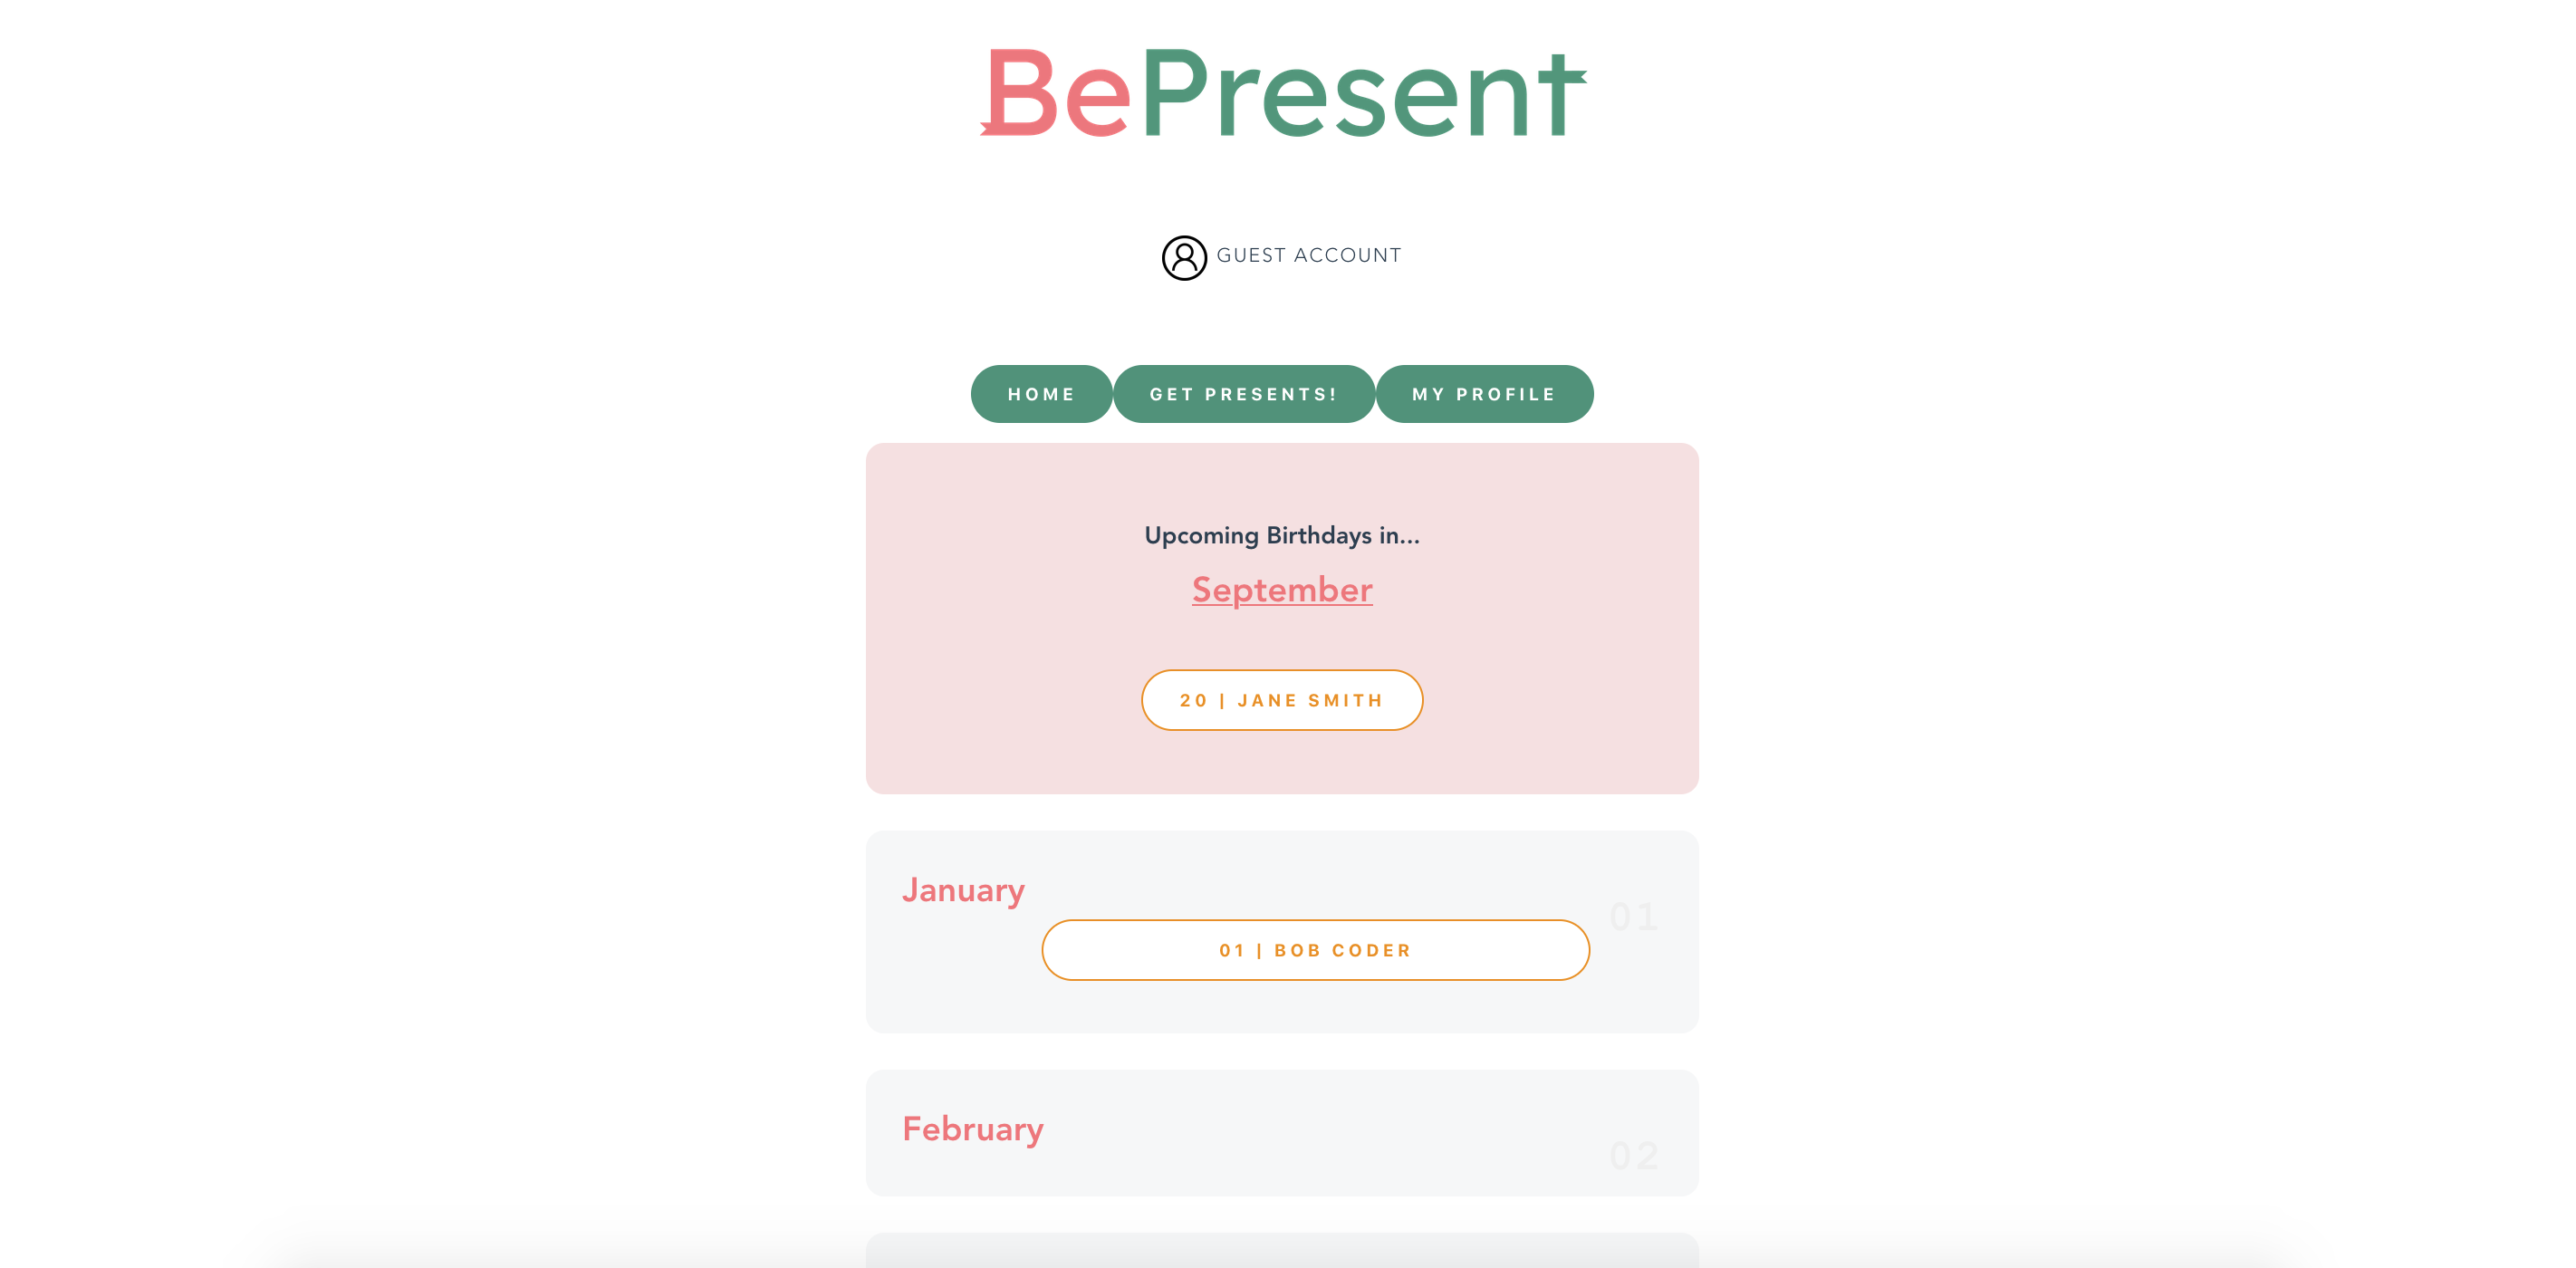 BePresent
GUEST ACCOUNT
HOME GET PRESENTS! MY PROFILE
Upcoming Birthdays in...
September
20 | JANE SMITH
January
01
01 | BOB CODER
February
02